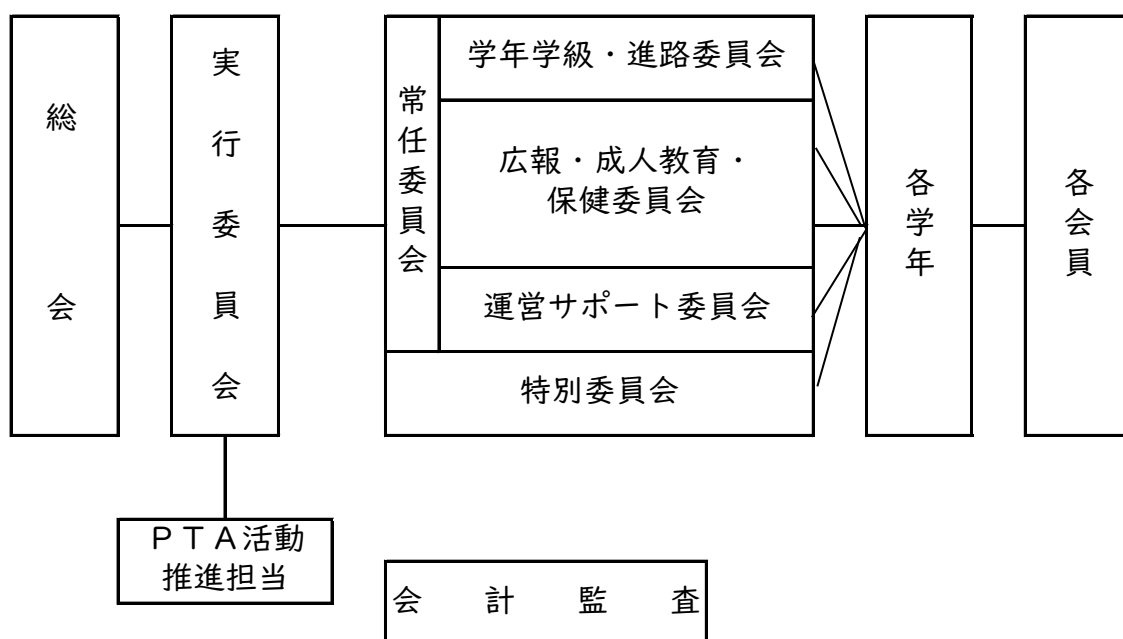 総会
実行委員会
常任委員会
学年学級・進路委員会
広報・成人教育・
保健委員会
運営サポート委員会
特別委員会
各学年
各会員
ＰＴＡ活動
推進担当
会計監査